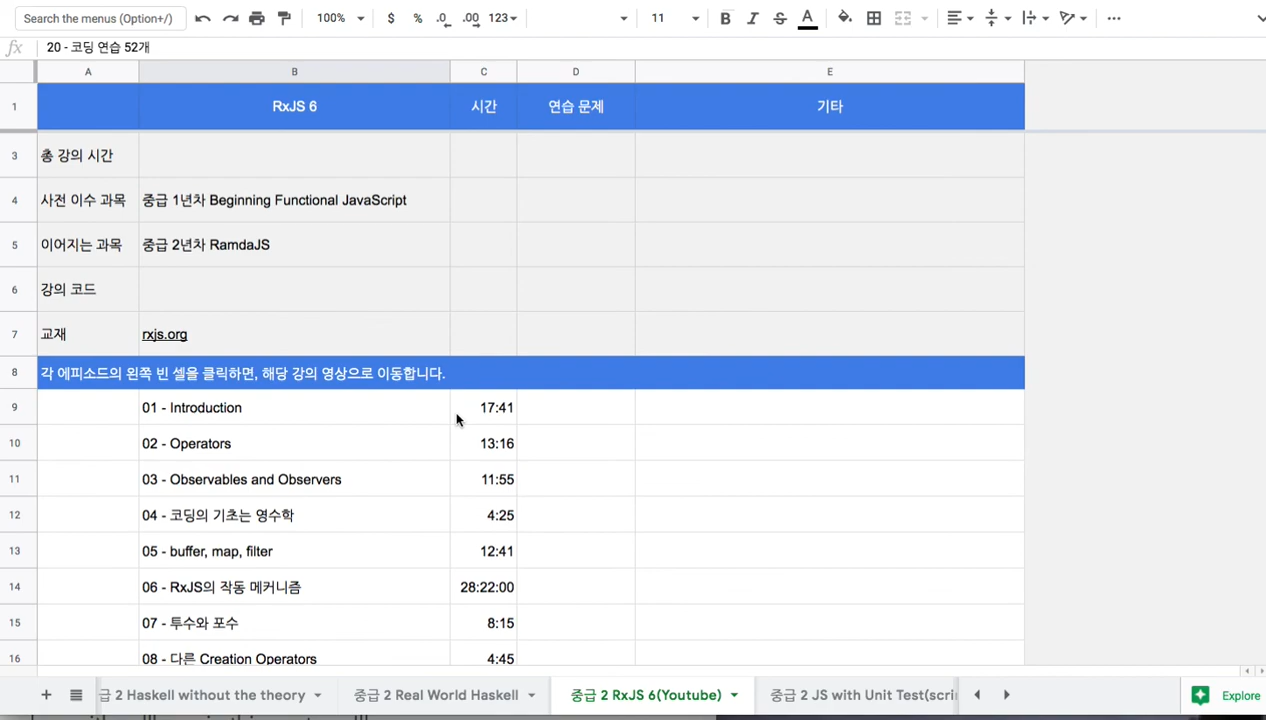 Search the menus (Option+/) 100% $ % .0 .00 123 11 B I S A
fx 20 - 코딩 연습 52개
A B C D E
1 RxJS 6 시간 연습 문제 기타
3 총 강의 시간
4 사전 이수 과목 중급 1년차 Beginning Functional JavaScript
5 이어지는 과목 중급 2년차 RamdaJS
6 강의 코드
7 교재 rxjs.org
8 각 에피소드의 왼쪽 빈 셀을 클릭하면, 해당 강의 영상으로 이동합니다.
9 01 - Introduction 17:41
10 02 - Operators 13:16
11 03 - Observables and Observers 11:55
12 04 - 코딩의 기초는 영수학 4:25
13 05 - buffer, map, filter 12:41
14 06 - RxJS의 작동 메커니즘 28:22:00
15 07 - 투수와 포수 8:15
16 08 - 다른 Creation Operators 4:45
급 2 Haskell without the theory 중급 2 Real World Haskell 중급 2 RxJS 6(Youtube) 중급 2 JS with Unit Test(scri Explore